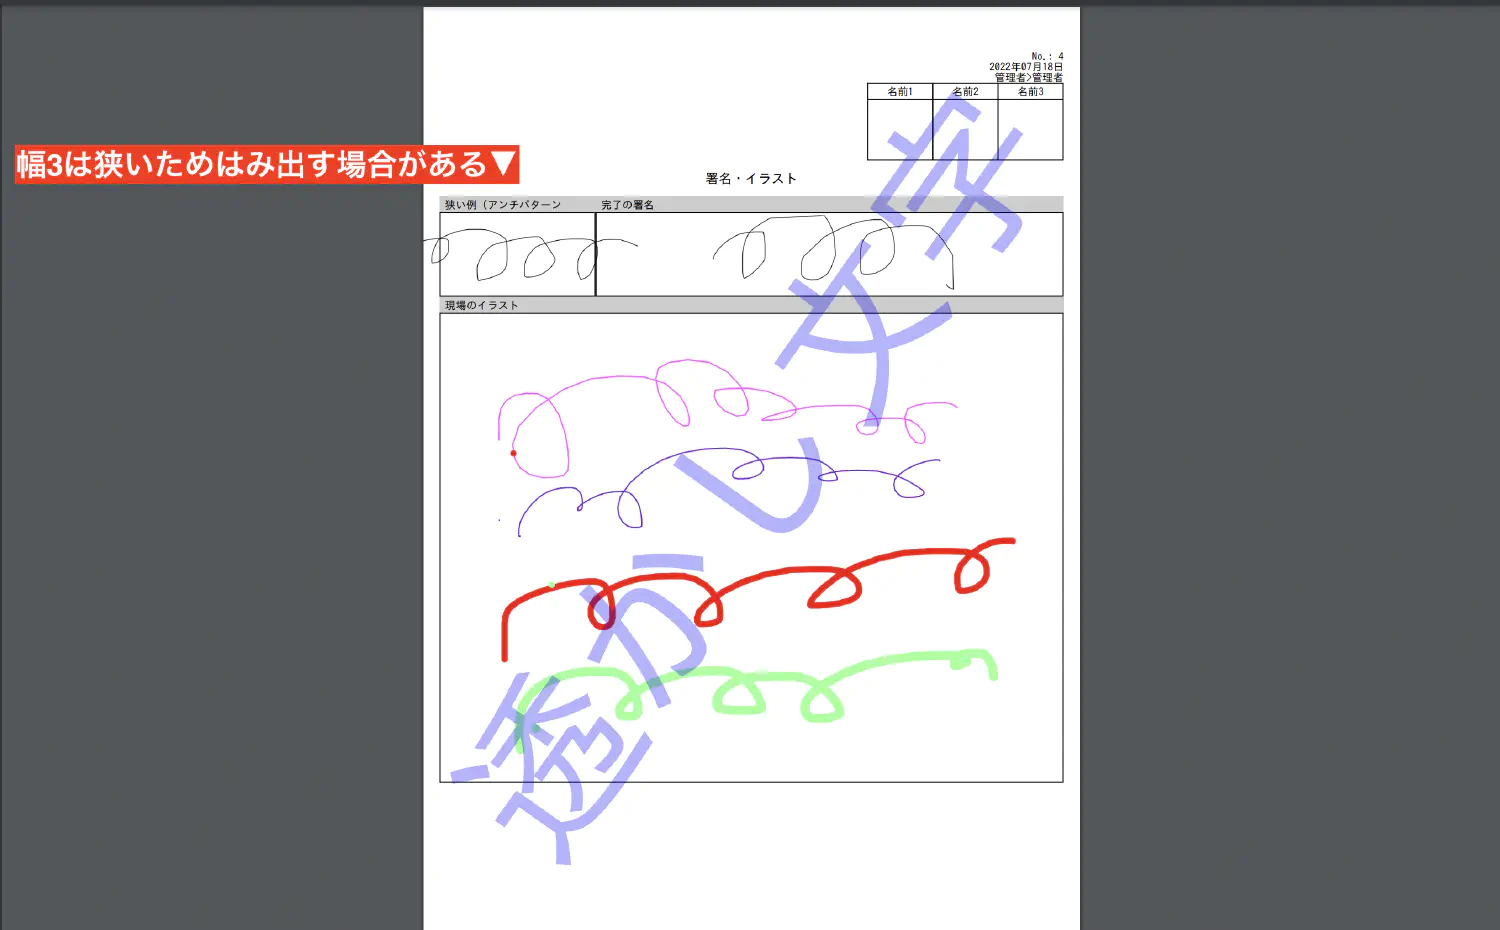 No.: 4
2022年07月18日
管理者>管理者
名前1 名前2 名前3
幅3は狭いためはみ出す場合がある▼
署名・イラスト
狭い例（アンチパターン 完了の署名
現場のイラスト
透かし文字